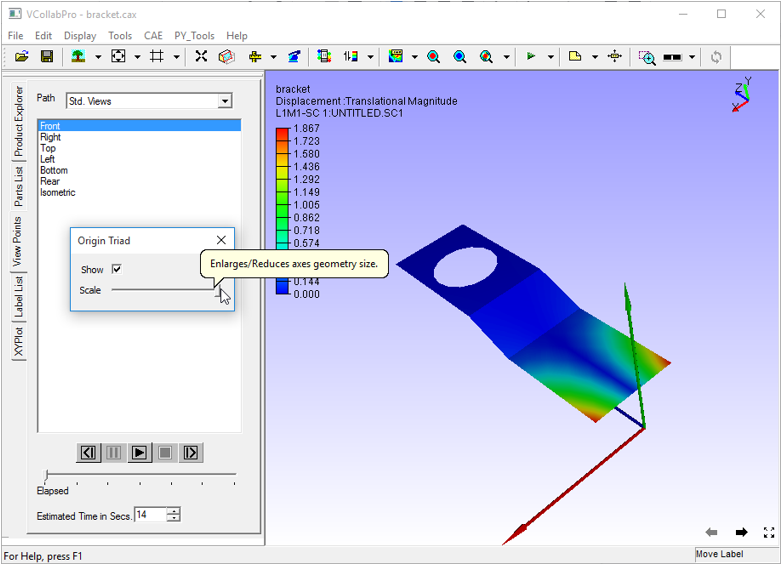 VCollabPro - bracket.cax
File Edit Display Tools CAE PY_Tools Help
Product Explorer
Parts List
View Points
Label List
XYPlot
Path Std. Views
Front
Right
Top
Left
Bottom
Rear
Isometric
Origin Triad
Show
Scale
Enlarges/Reduces axes geometry size.
Elapsed
Estimated Time in Secs. 14
bracket
Displacement :Translational Magnitude
L1M1-SC 1:UNTITLED.SC1
1.867
1.723
1.580
1.436
1.292
1.149
1.005
0.862
0.718
0.574
0.144
0.000
Y
Z
X
For Help, press F1
Move Label